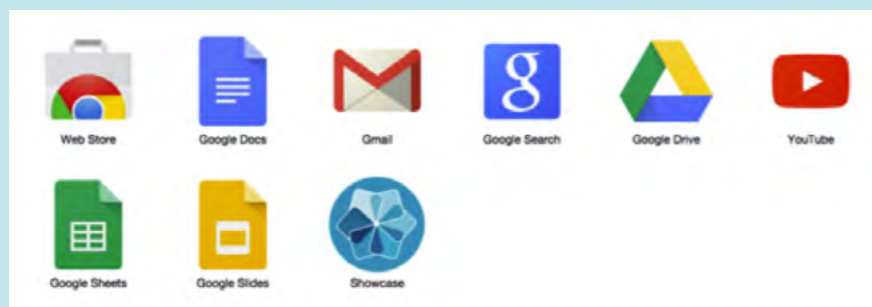 Web Store
Google Docs
Gmail
g
Google Search
Google Drive
YouTube
Google Sheets
Google Slides
Showcase